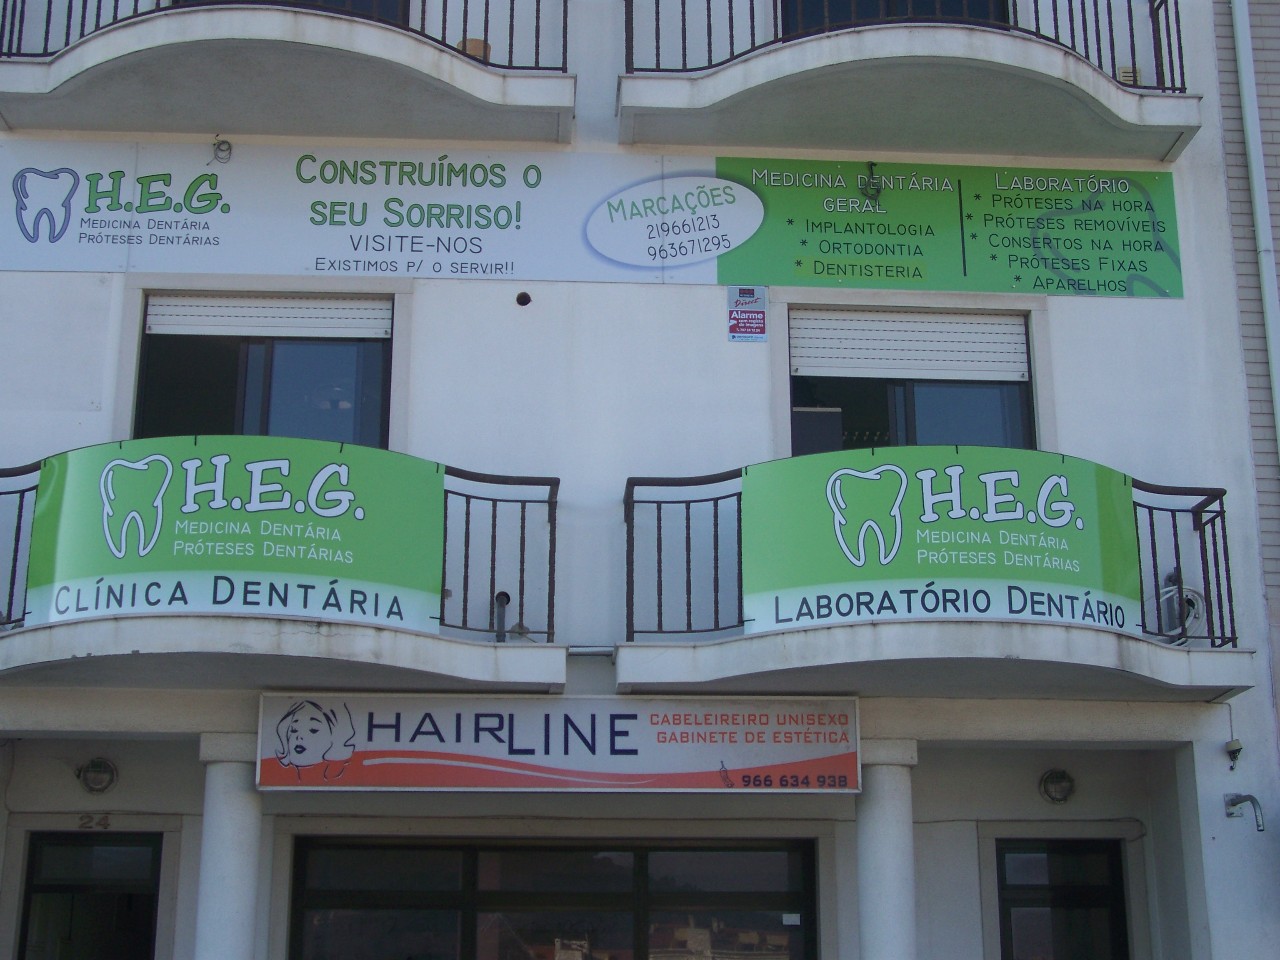 H.E.G.
MEDICINA DENTÁRIA
PRÓTESES DENTÁRIAS
CONSTRUÍMOS O
SEU SORRISO!
VISITE-NOS
EXISTIMOS P/ O SERVIR!!
MARCAÇÕES
219661213
963671295
MEDICINA DENTÁRIA
GERAL
* IMPLANTOLOGIA
* ORTODONTIA
* DENTISTERIA
LABORATÓRIO
* PRÓTESES NA HORA
* PRÓTESES REMOVÍVEIS
* CONSERTOS NA HORA
* PRÓTESES FIXAS
* APARELHOS
Direct
Alarme
H.E.G.
MEDICINA DENTÁRIA
PRÓTESES DENTÁRIAS
CLÍNICA DENTÁRIA
H.E.G.
MEDICINA DENTÁRIA
PRÓTESES DENTÁRIAS
LABORATÓRIO DENTÁRIO
HAIRLINE
CABELEIREIRO UNISEXO
GABINETE DE ESTÉTICA
966 634 938
24